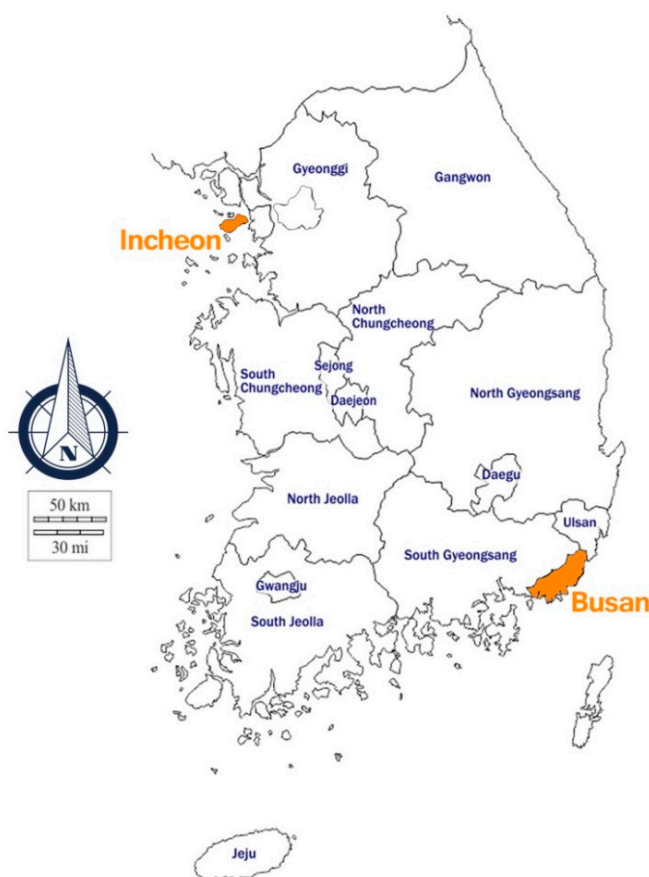 Gyeonggi
Gangwon
Incheon
North
Chungcheong
Sejong
South
Chungcheong
Daejeon
North Gyeongsang
N
Daegu
50 km
30 mi
North Jeolla
Ulsan
South Gyeongsang
Gwangju
Busan
South Jeolla
Jeju